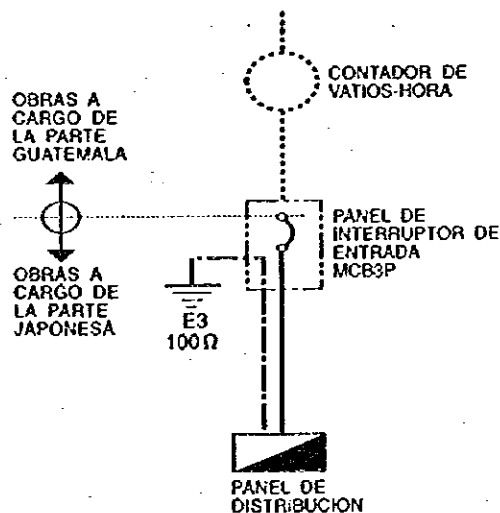 CONTADOR DE
VATIOS-HORA
OBRAS A
CARGO DE
LA PARTE
GUATEMALA
PANEL DE
INTERRUPTOR DE
ENTRADA
MCB3P
OBRAS A
CARGO DE
LA PARTE
JAPONESA
E3
100Ω
PANEL DE
DISTRIBUCION